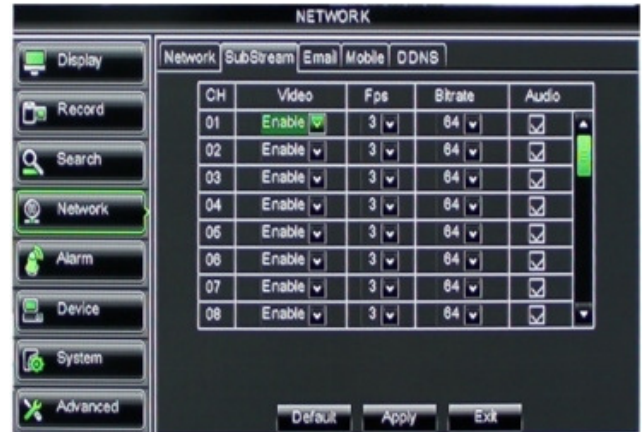 NETWORK
Display
Record
Search
Network
Alarm
Device
System
Advanced
Network SubStream Email Mobile DDNS
CH Video Fps Bitrate Audio
01 Enable 3 64
02 Enable 3 64
03 Enable 3 64
04 Enable 3 64
05 Enable 3 64
06 Enable 3 64
07 Enable 3 64
08 Enable 3 64
Default Apply Exit